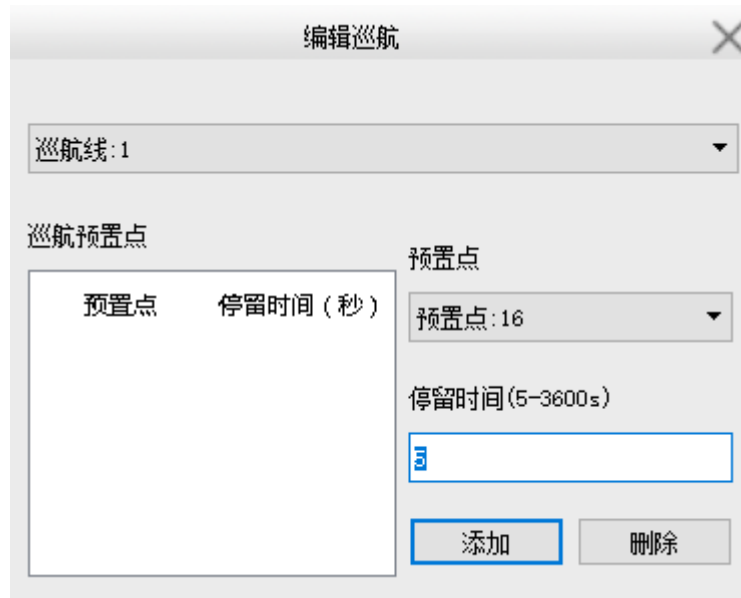 编辑巡航
巡航线:1
巡航预置点
预置点 停留时间(秒)
预置点
预置点:16
停留时间(5-3600s)
5
添加 删除